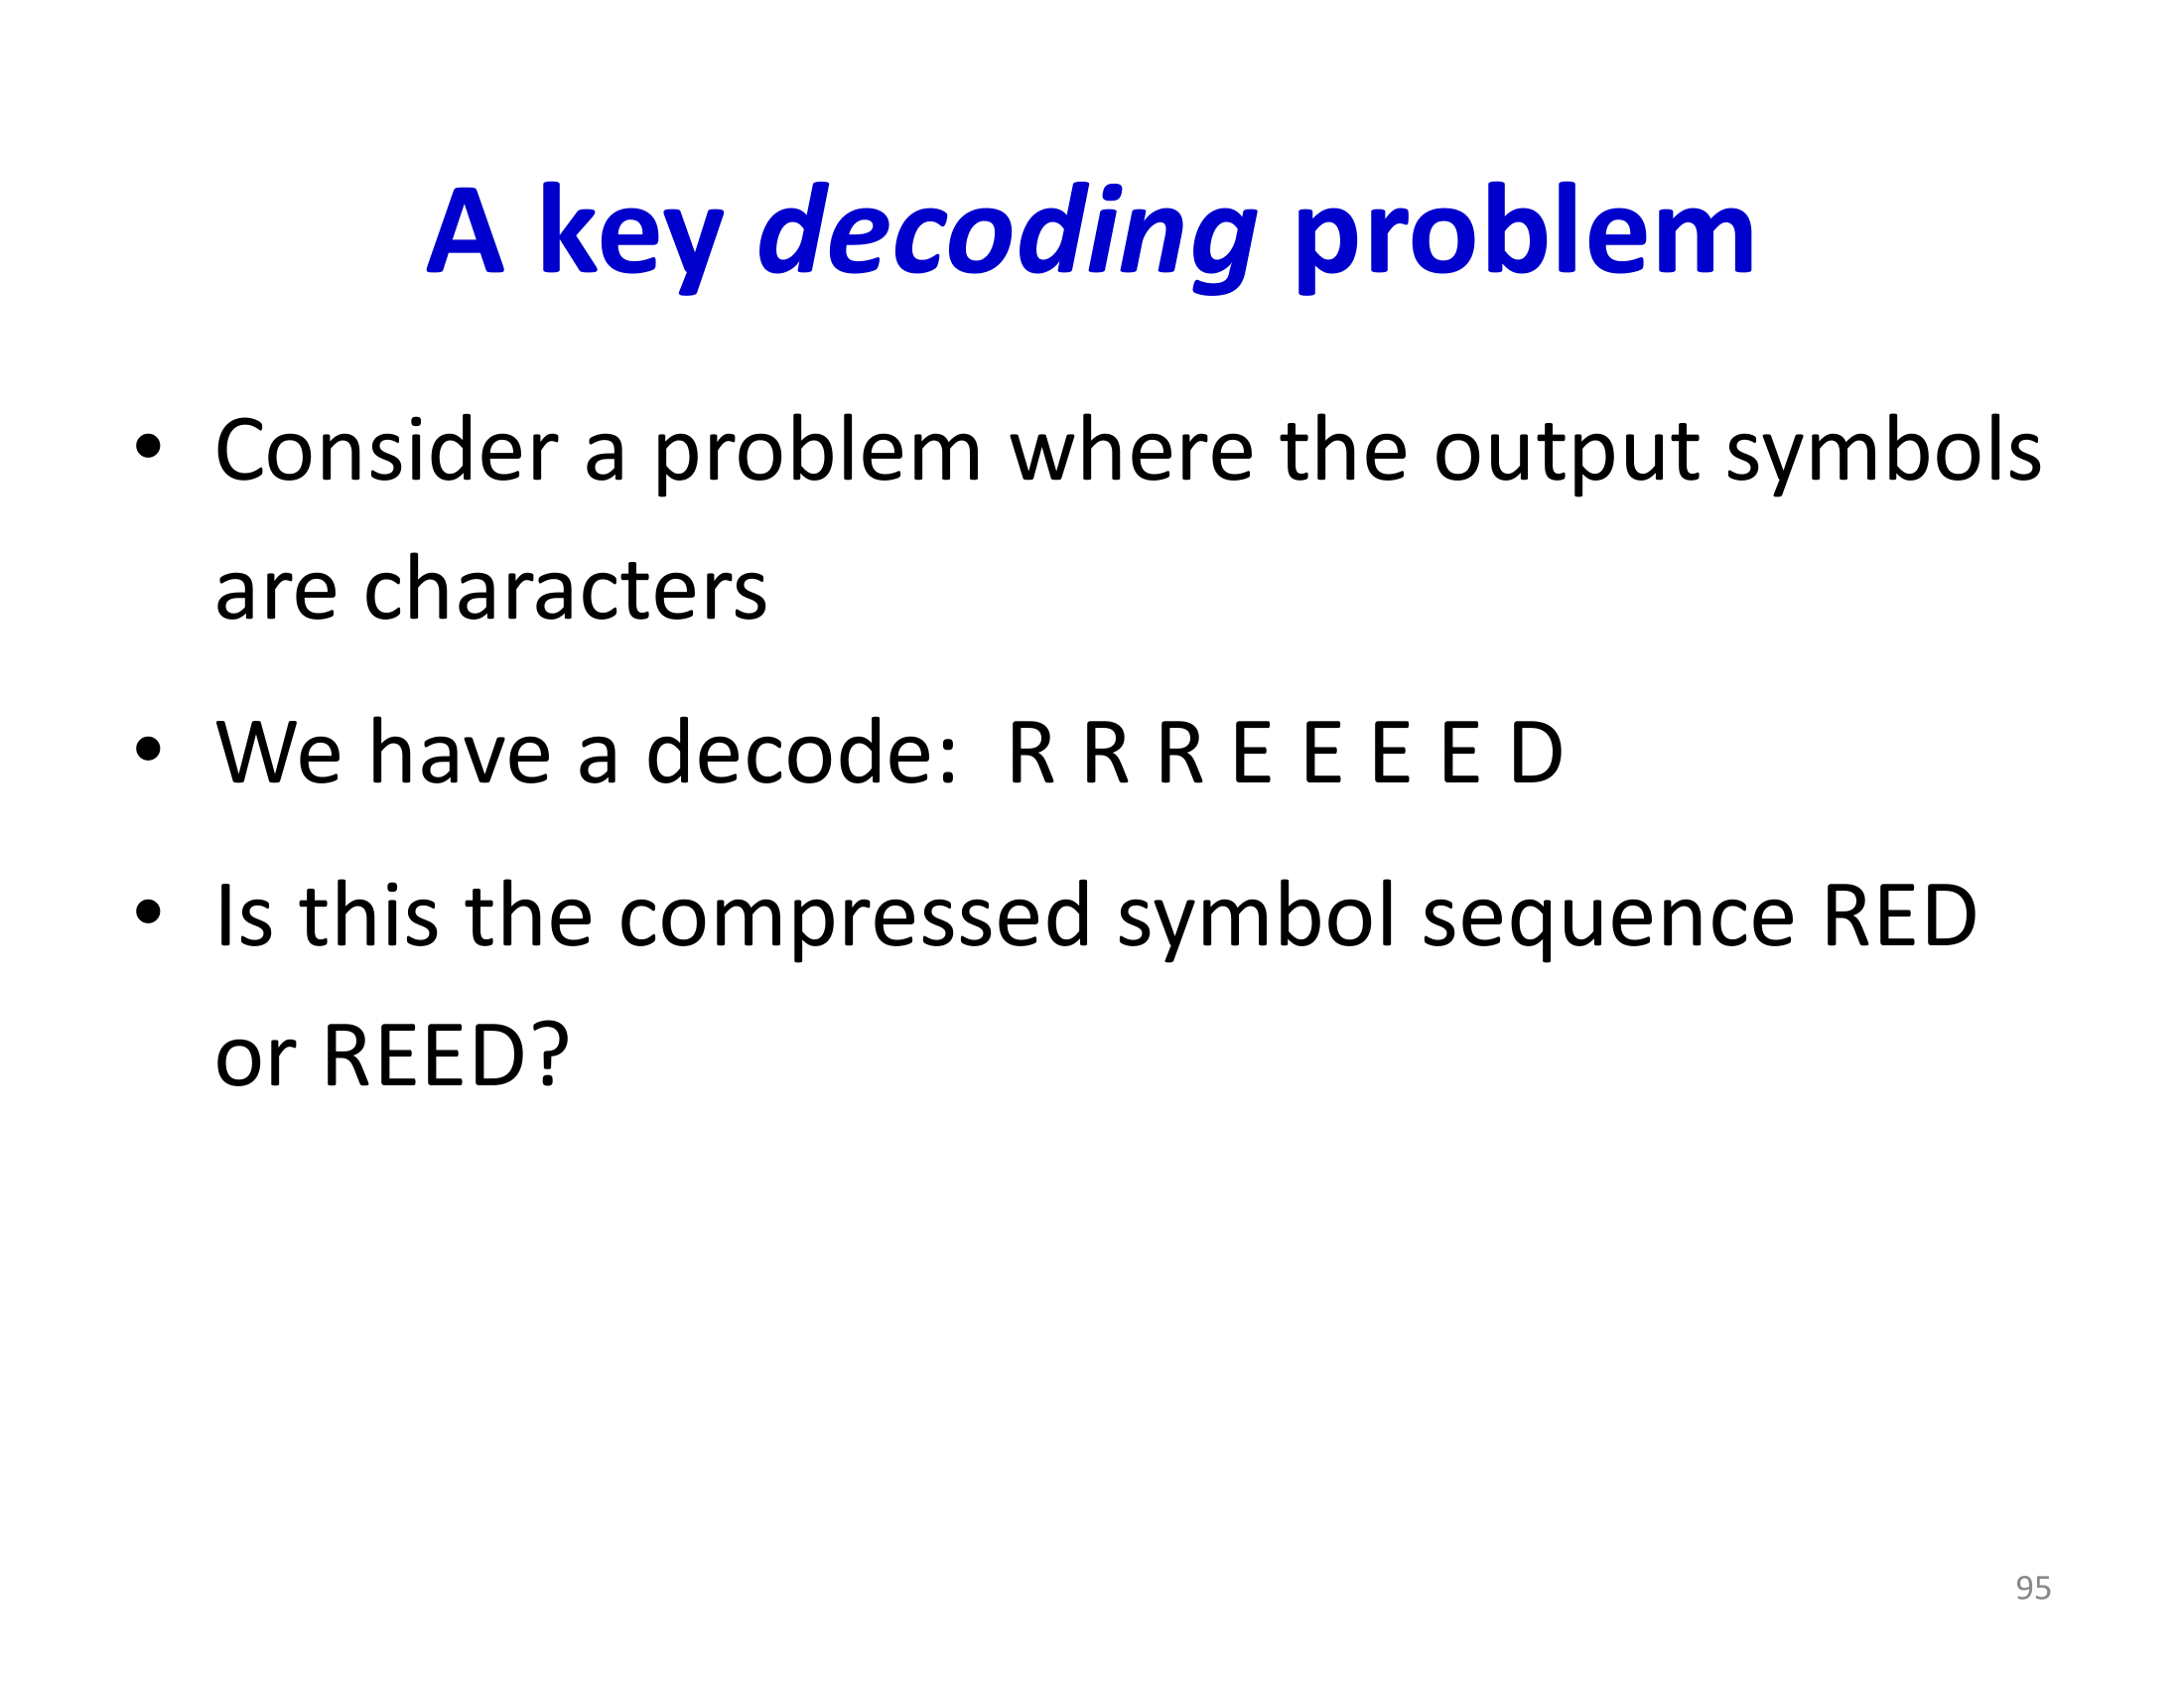 A key decoding problem
• Consider a problem where the output symbols
are characters
• We have a decode: R R R E E E E D
• Is this the compressed symbol sequence RED
or REED?
95